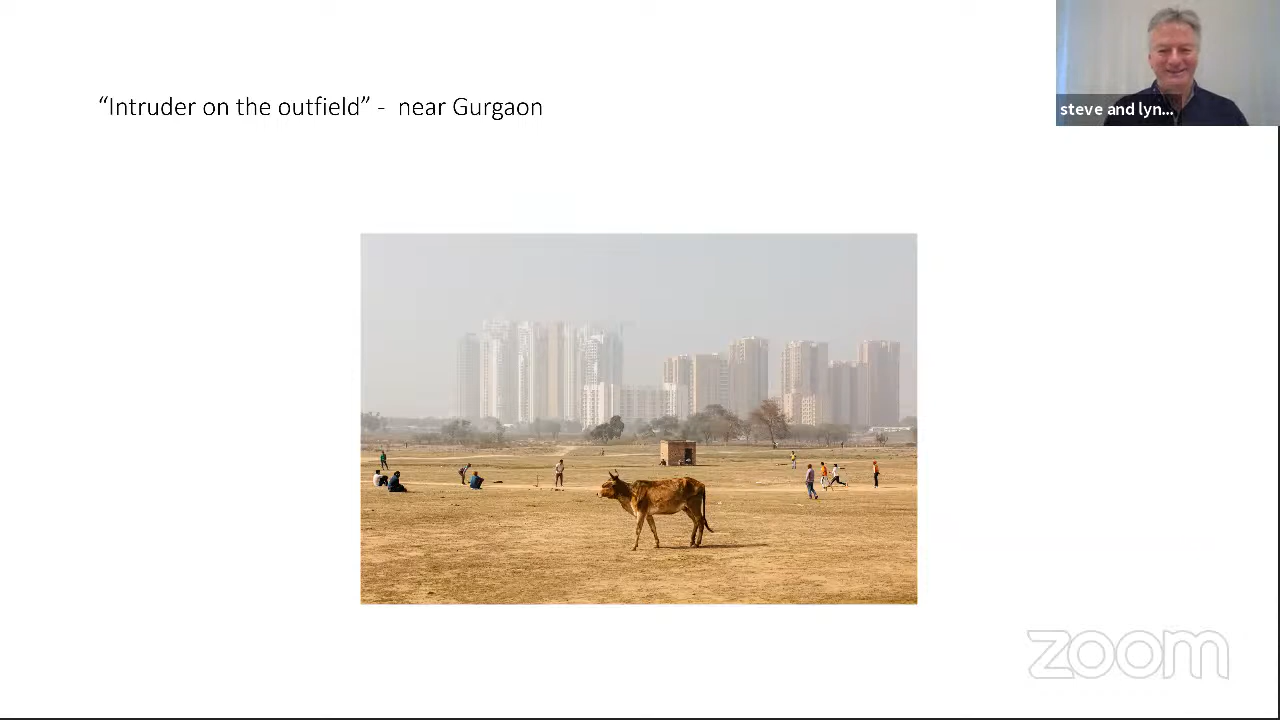 “Intruder on the outfield” - near Gurgaon
steve and lyn...
zoom